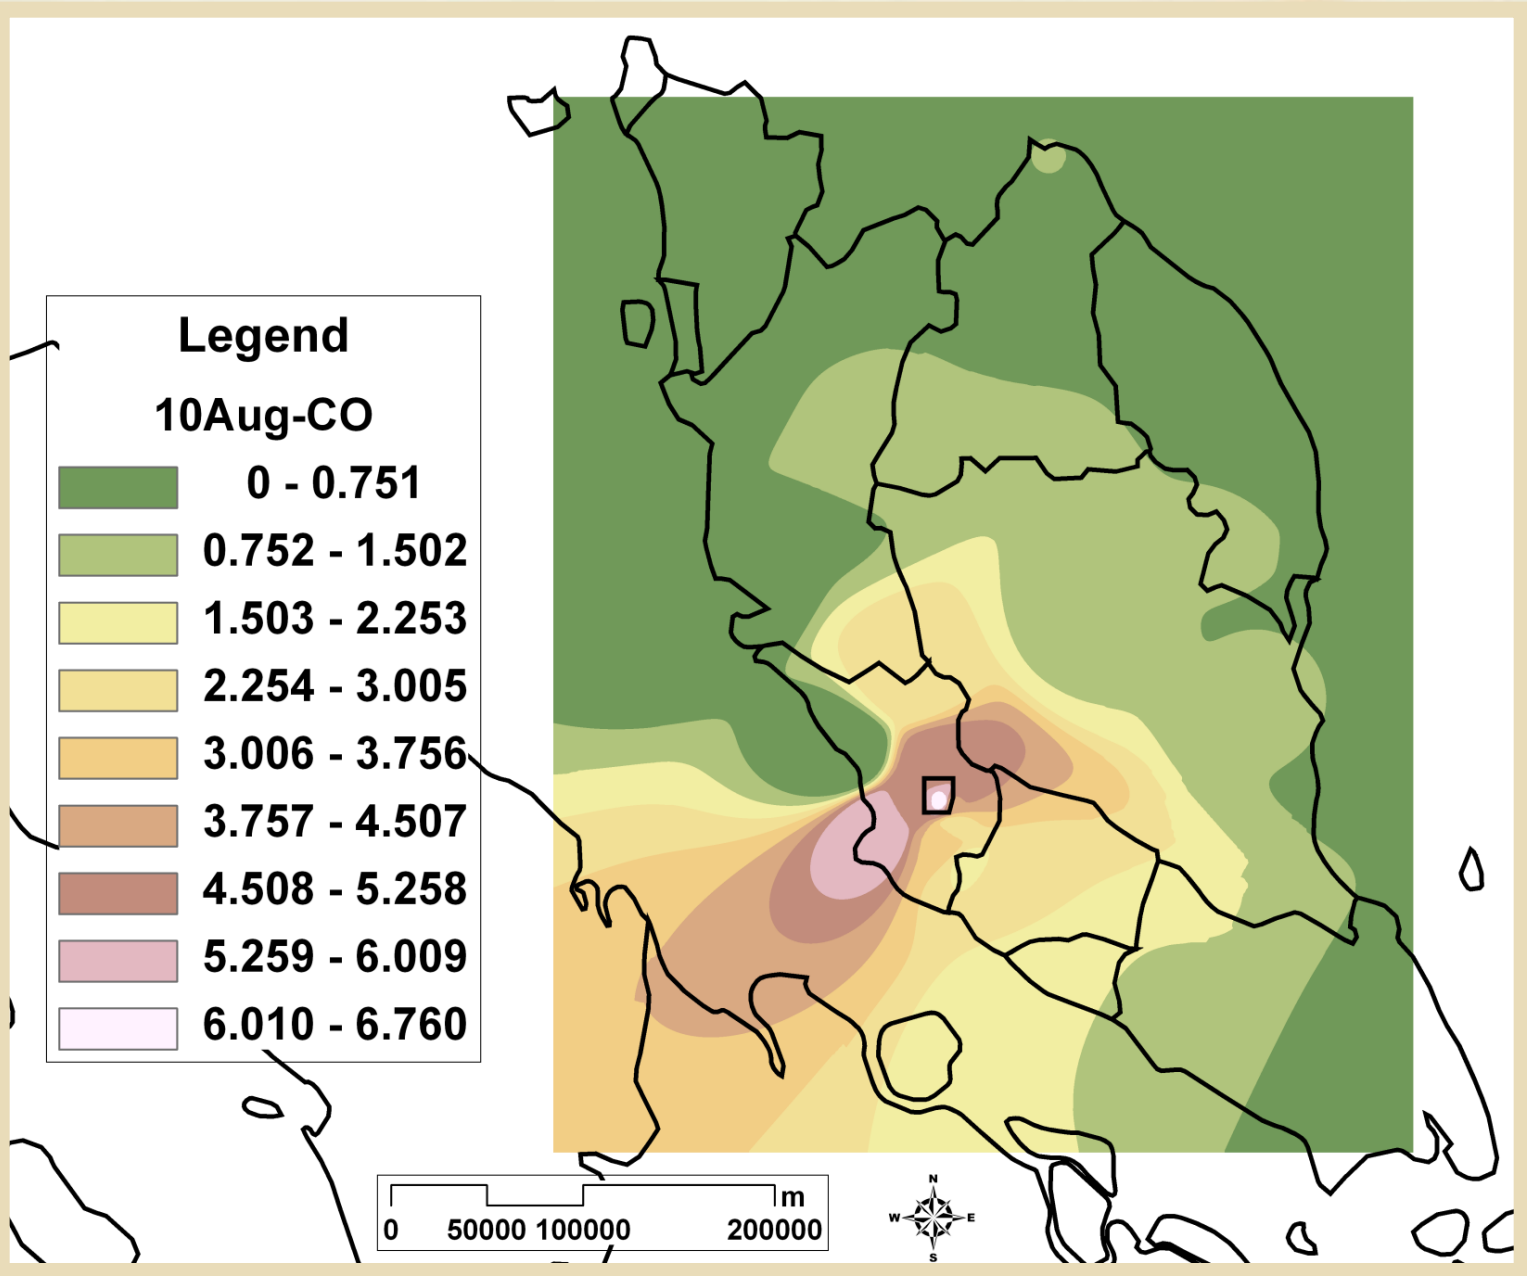 Legend
10Aug-CO
0 - 0.751
0.752 - 1.502
1.503 - 2.253
2.254 - 3.005
3.006 - 3.756
3.757 - 4.507
4.508 - 5.258
5.259 - 6.009
6.010 - 6.760
m
0 50000 100000 200000
N
W E
S